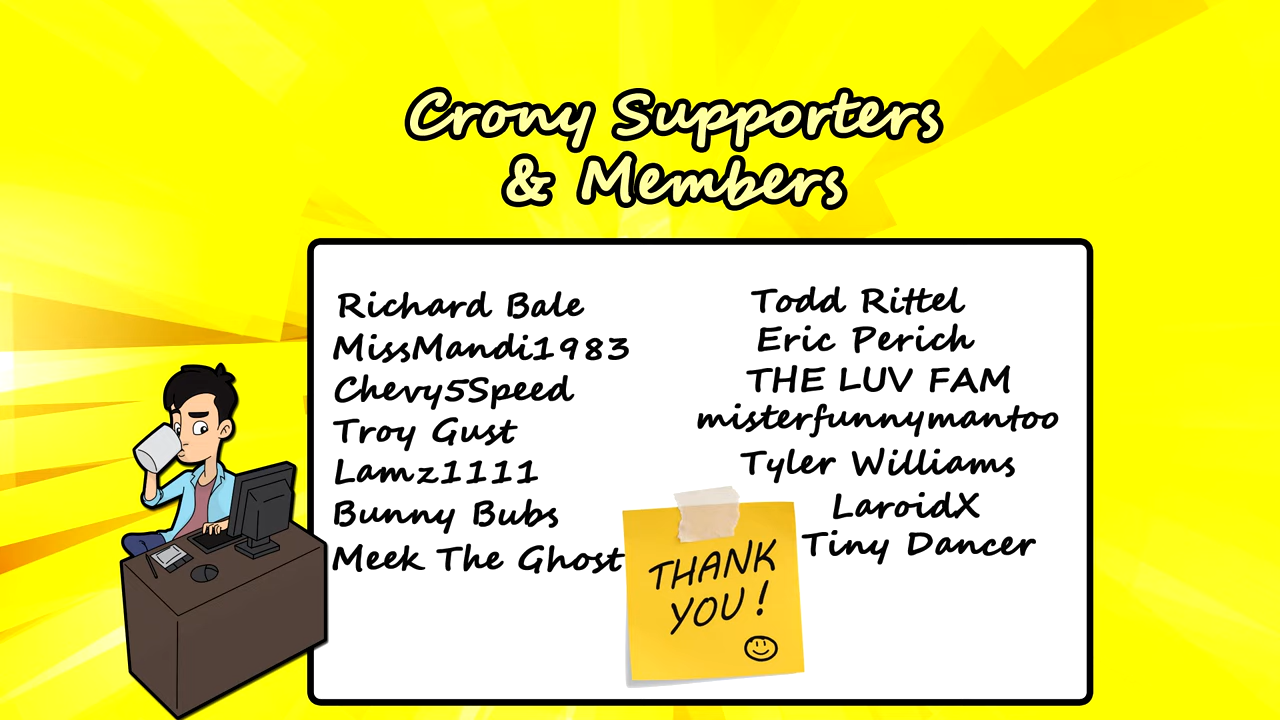 Crony Supporters
& Members
Richard Bale
MissMandi1983
Chevy5Speed
Troy Gust
Lamz1111
Bunny Bubs
Meek The Ghost
Todd Rittel
Eric Perich
THE LUV FAM
misterfunnymantoo
Tyler Williams
LaroidX
Tiny Dancer
THANK
YOU!